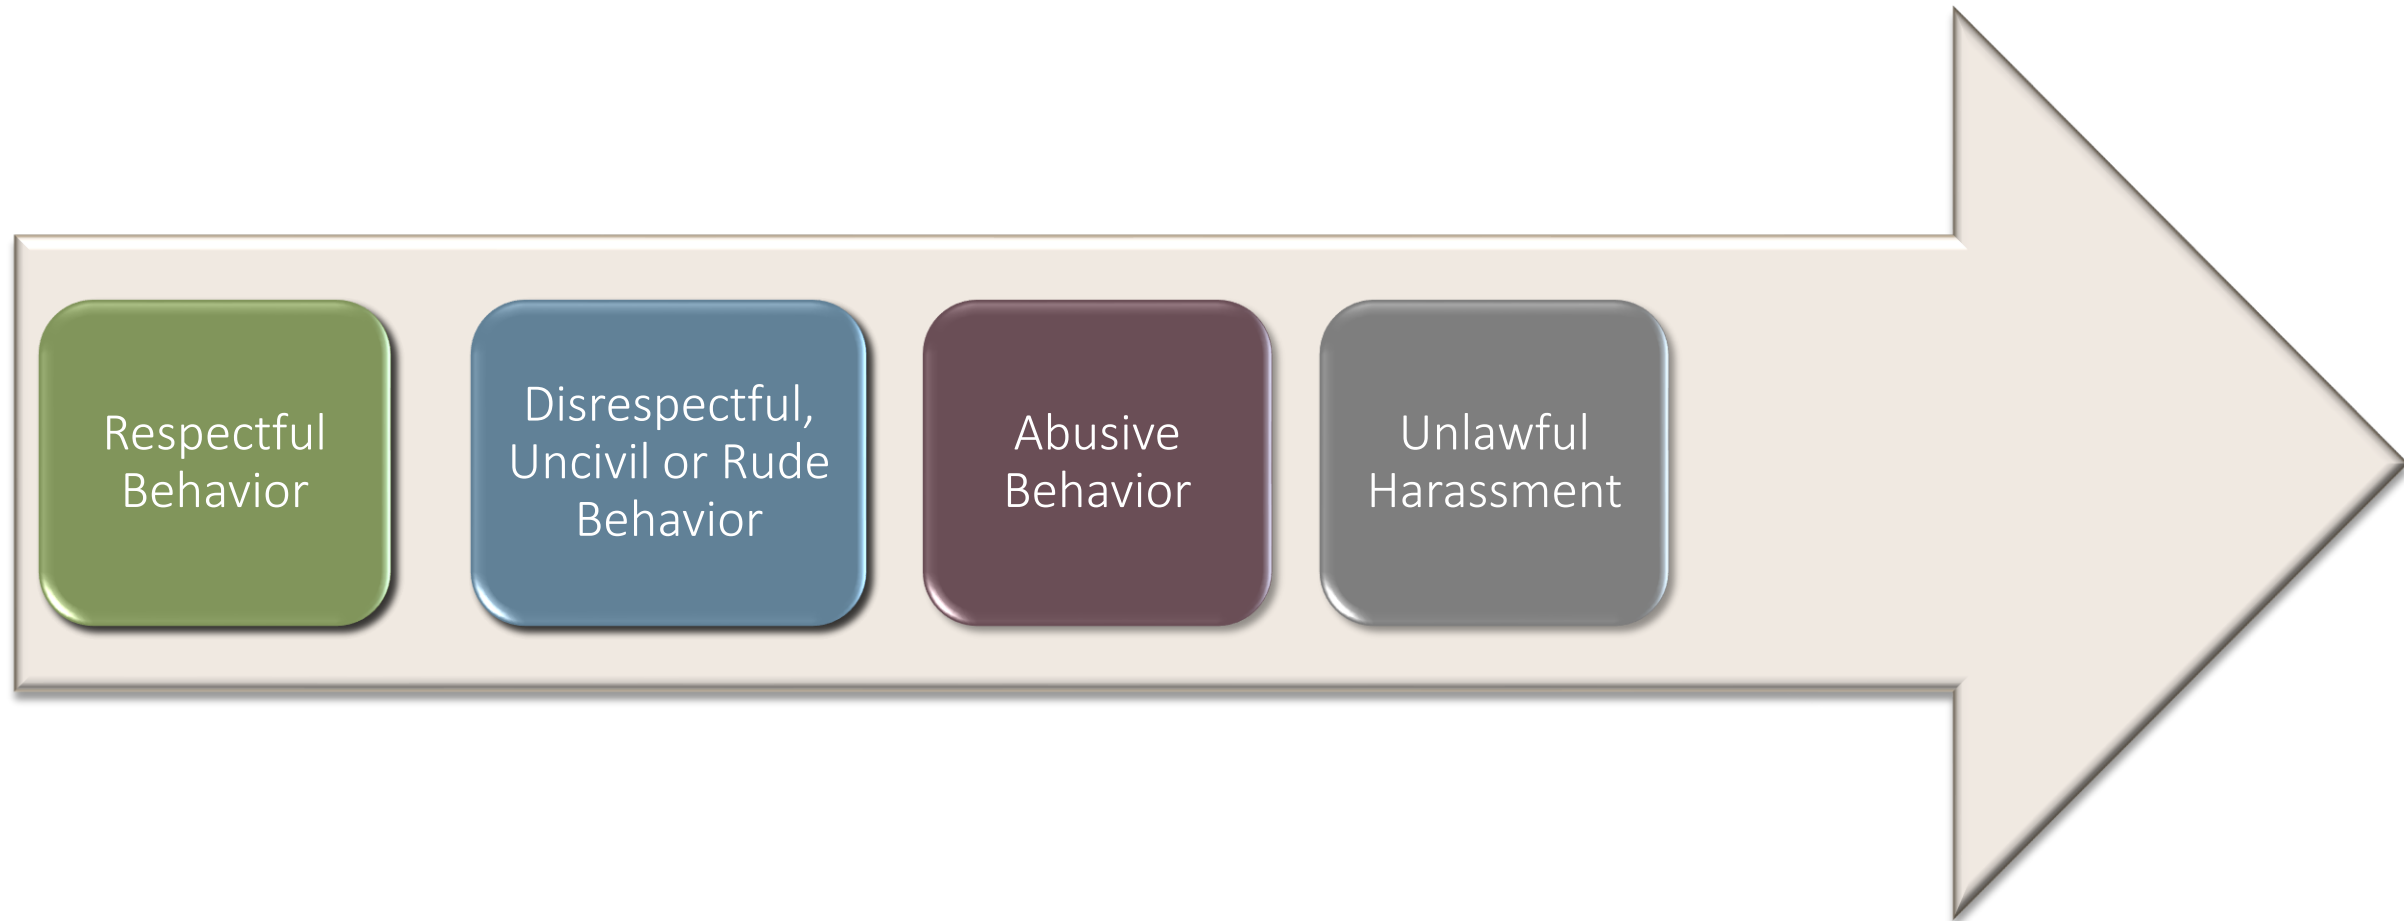 Respectful
Behavior
Disrespectful,
Uncivil or Rude
Behavior
Abusive
Behavior
Unlawful
Harassment